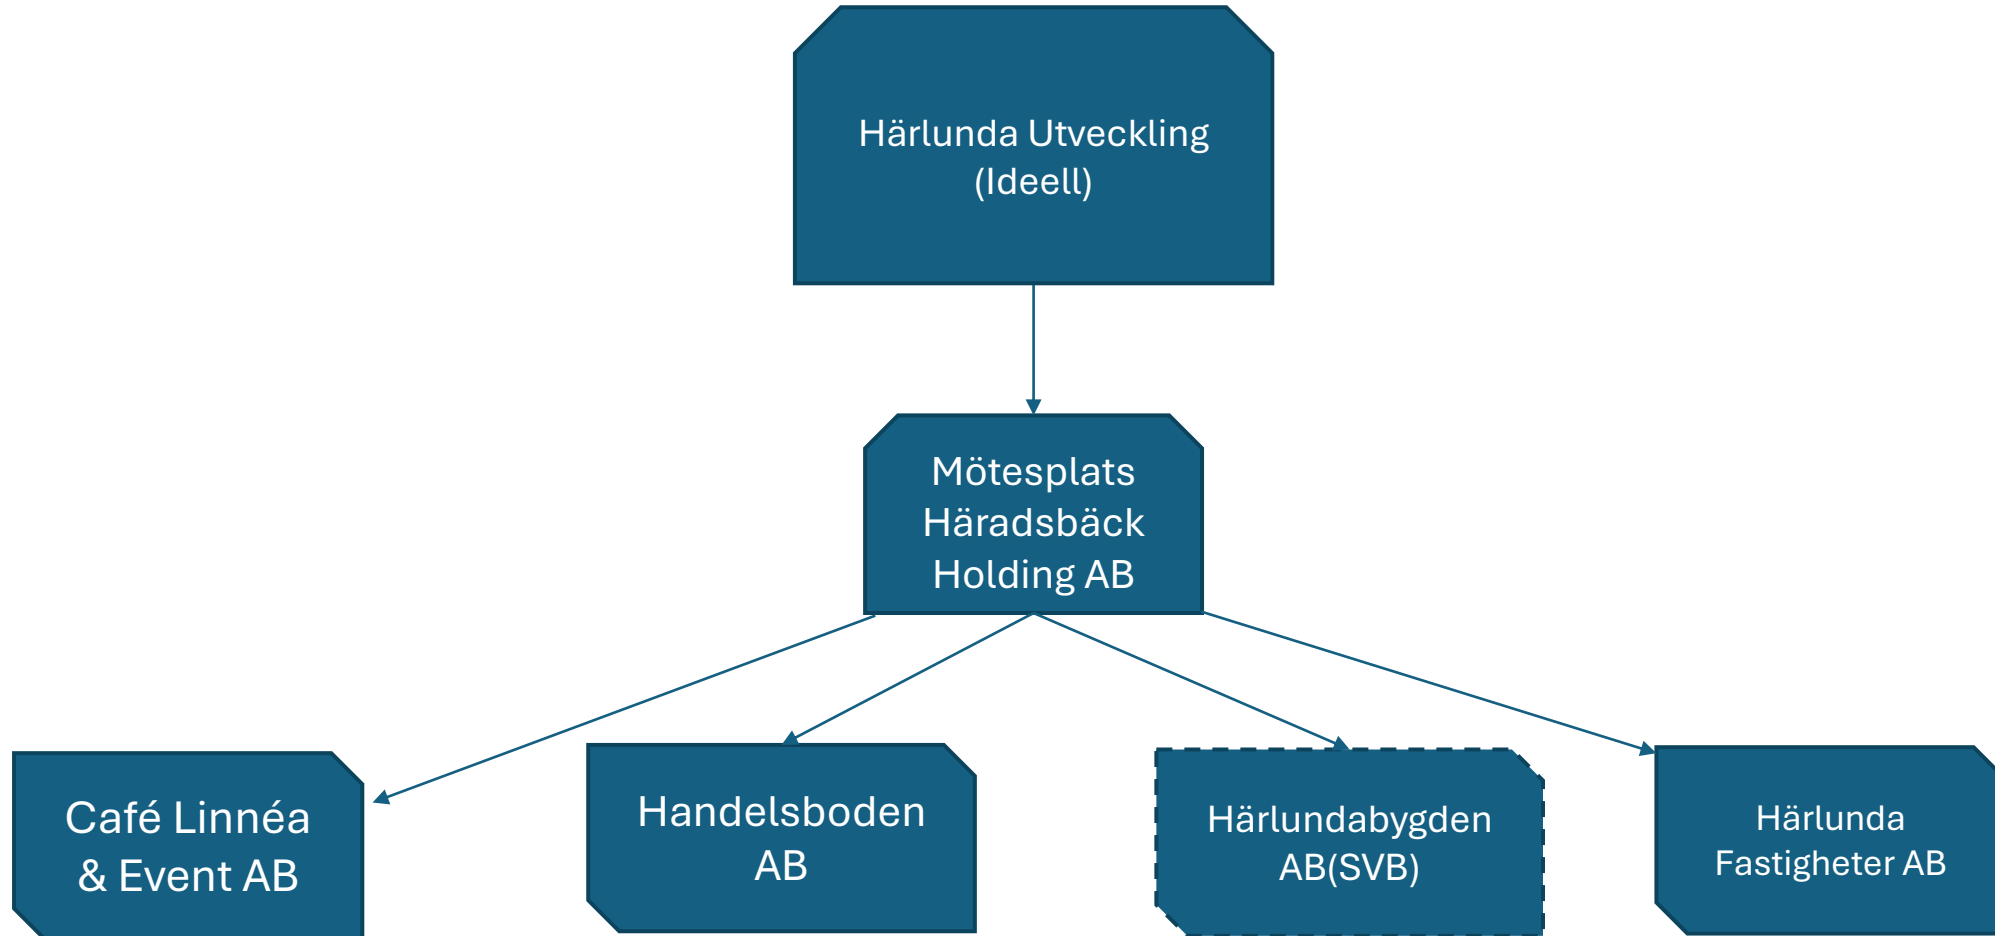 Härlunda Utveckling
(Ideell)
Mötesplats
Häradsbäck
Holding AB
Café Linnéa
& Event AB
Handelsboden
AB
Härlundabygden
AB(SVB)
Härlunda
Fastigheter AB